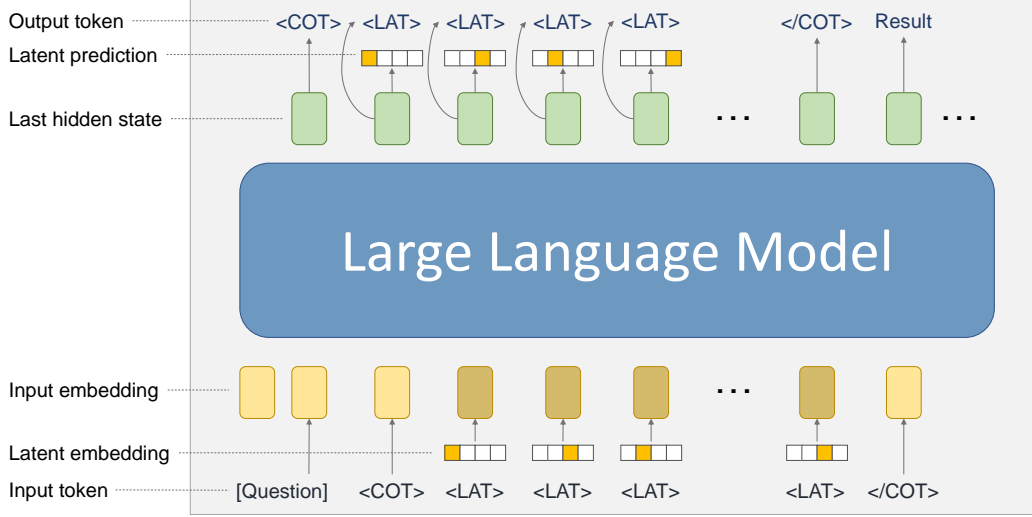 Output token <COT> <LAT> <LAT> <LAT> <LAT> </COT> Result
Latent prediction
Last hidden state ... ...
Large Language Model
Input embedding ...
Latent embedding
Input token [Question] <COT> <LAT> <LAT> <LAT> <LAT> </COT>